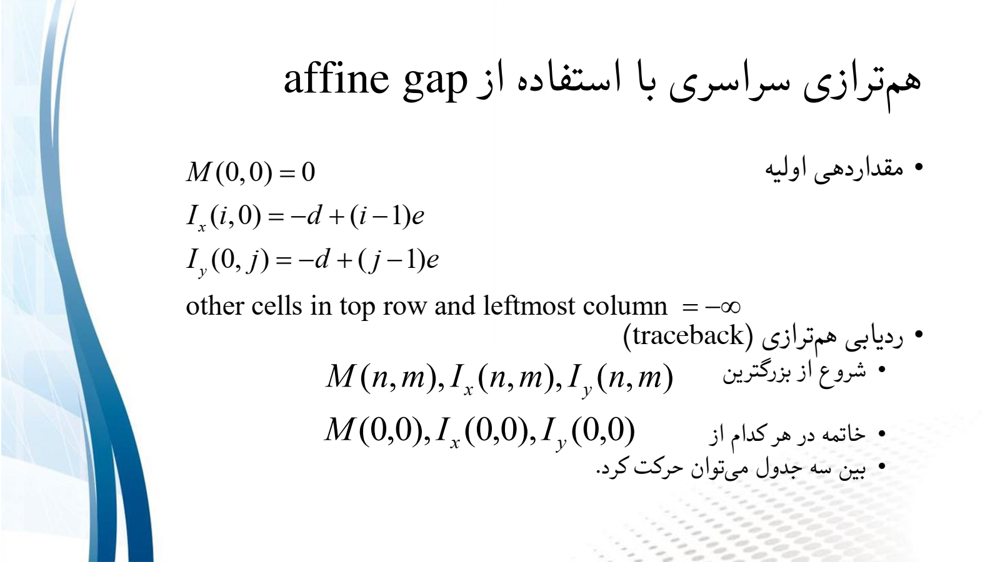 هم‌ترازی سراسری با استفاده از affine gap
• مقداردهی اولیه
M(0,0) = 0
I_x(i,0) = −d + (i − 1)e
I_y(0, j) = −d + (j − 1)e
other cells in top row and leftmost column = −∞
• ردیابی هم‌ترازی (traceback)
• شروع از بزرگترین M(n,m), I_x(n,m), I_y(n,m)
• خاتمه در هر کدام از M(0,0), I_x(0,0), I_y(0,0)
• بین سه جدول می‌توان حرکت کرد.